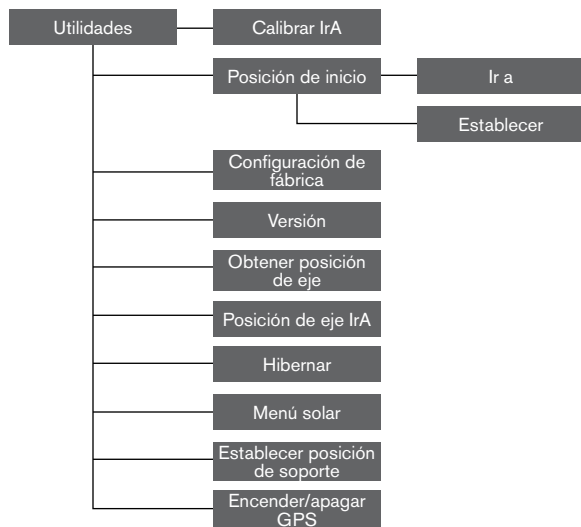 Utilidades
Calibrar IrA
Posición de inicio
Ir a
Establecer
Configuración de
fábrica
Versión
Obtener posición
de eje
Posición de eje IrA
Hibernar
Menú solar
Establecer posición
de soporte
Encender/apagar
GPS